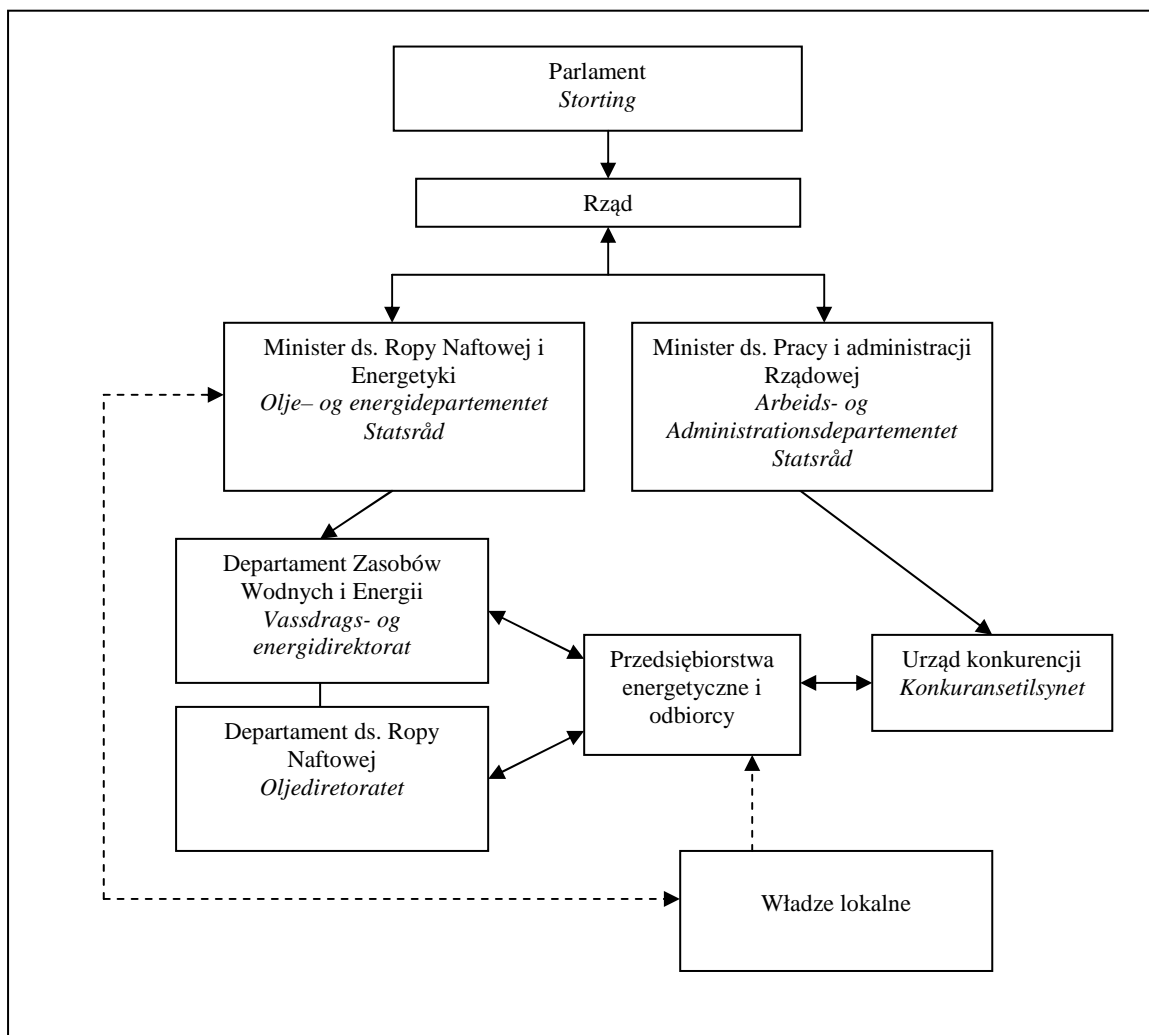 Parlament
Storting
Rząd
Minister ds. Ropy Naftowej i
Energetyki
Olje– og energidepartementet
Statsråd
Minister ds. Pracy i administracji
Rządowej
Arbeids- og
Administrationsdepartementet
Statsråd
Departament Zasobów
Wodnych i Energii
Vassdrags- og
energidirektorat
Przedsiębiorstwa
energetyczne i
odbiorcy
Urząd konkurencji
Konkuransetilsynet
Departament ds. Ropy
Naftowej
Oljediretoratet
Władze lokalne